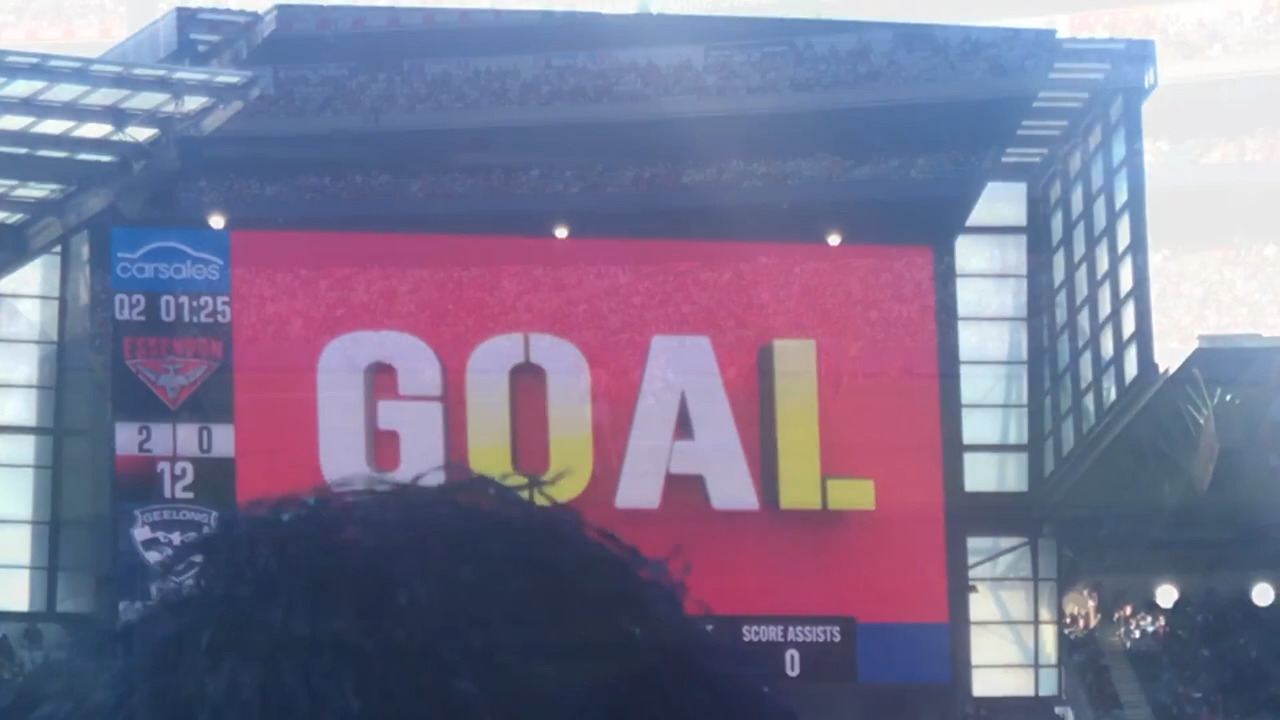 carsales
Q2 01:25
ESSENDON
2 0
12
GEELONG
GOAL
SCORE ASSISTS
0